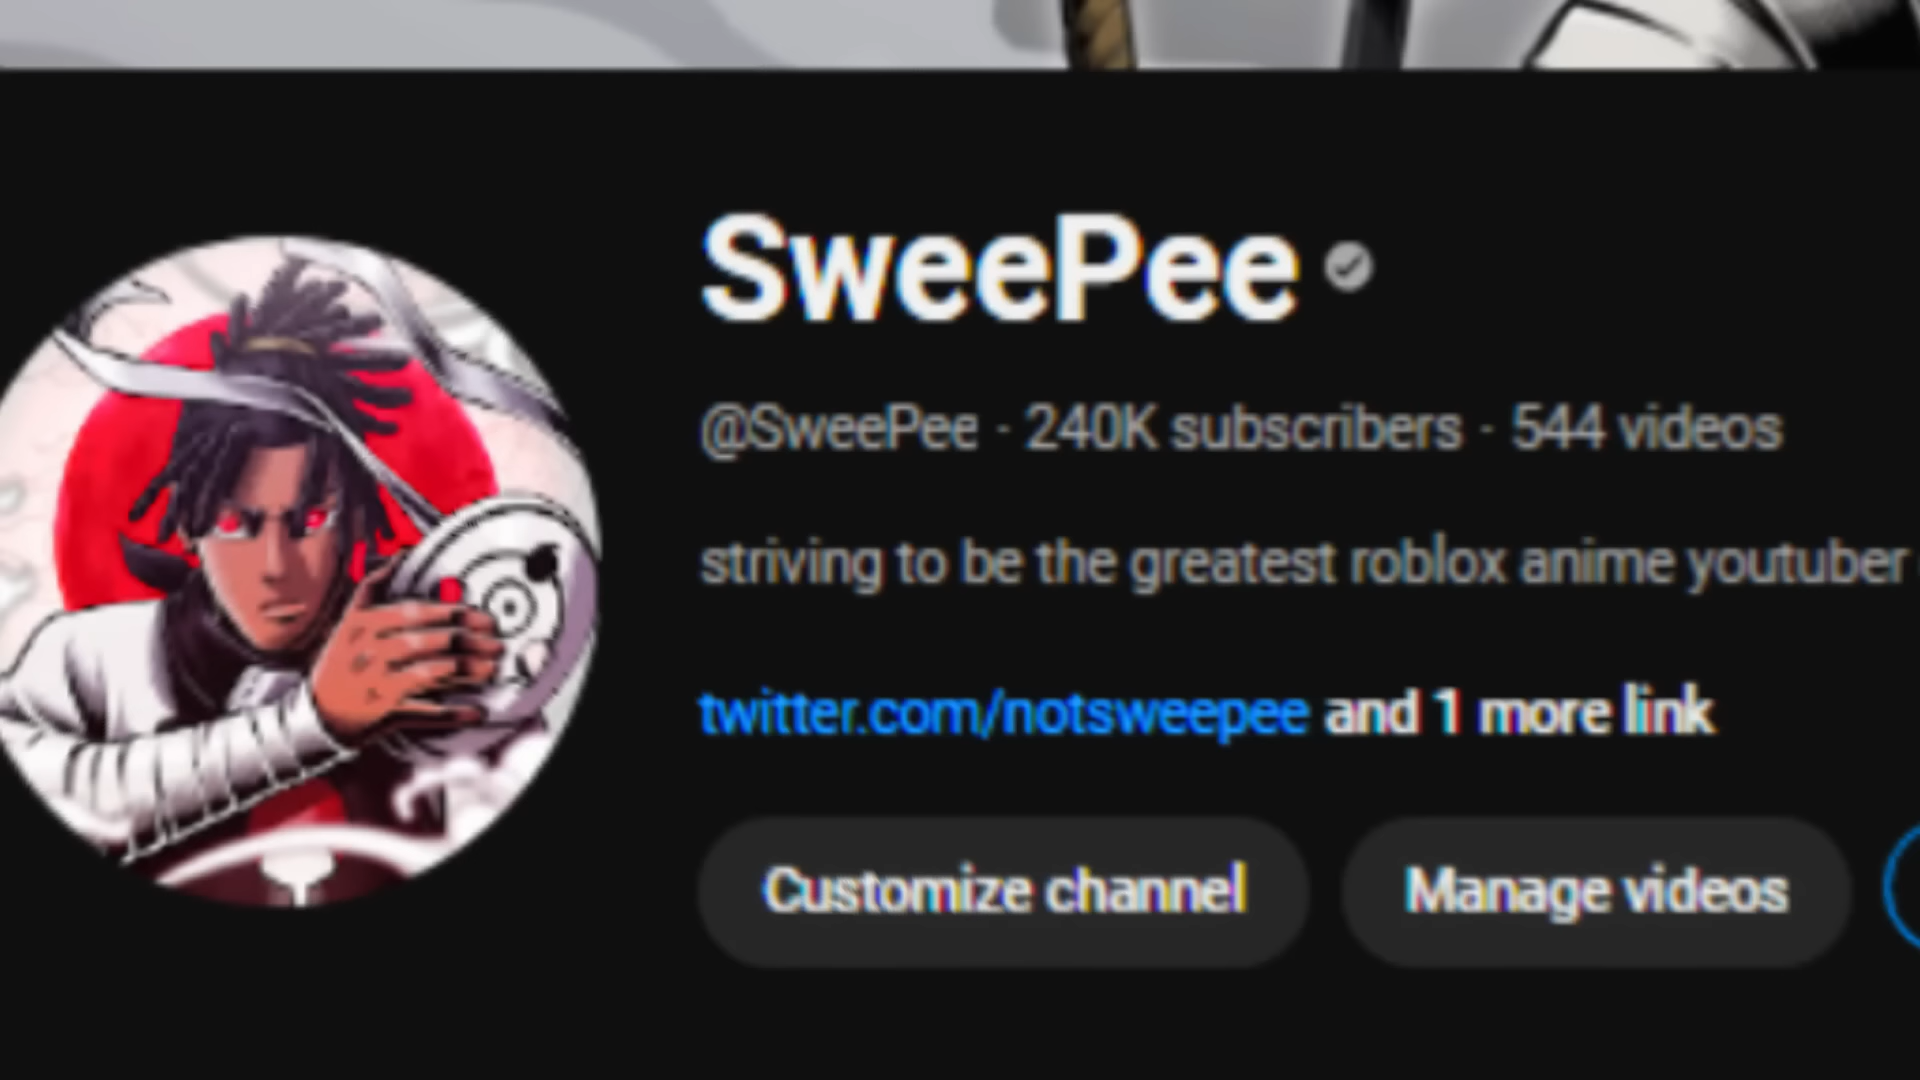 SweePee
@SweePee · 240K subscribers · 544 videos
striving to be the greatest roblox anime youtuber
twitter.com/notsweepee and 1 more link
Customize channel
Manage videos